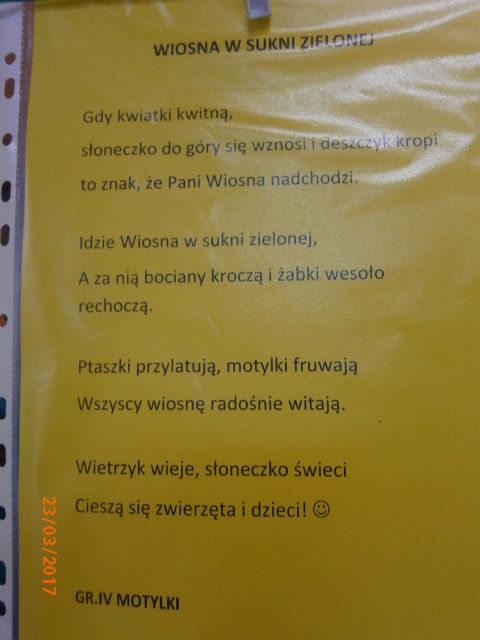 WIOSNA W SUKNI ZIELONEJ
Gdy kwiatki kwitną,
słoneczko do góry się wznosi i deszczyk kropi
to znak, że Pani Wiosna nadchodzi.
Idzie Wiosna w sukni zielonej,
A za nią bociany kroczą i żabki wesoło
rechoczą.
Ptaszki przylatują, motylki fruwają
Wszyscy wiosnę radośnie witają.
Wietrzyk wieje, słoneczko świeci
Cieszą się zwierzęta i dzieci! ☺
GR.IV MOTYLKI
23/03/2017